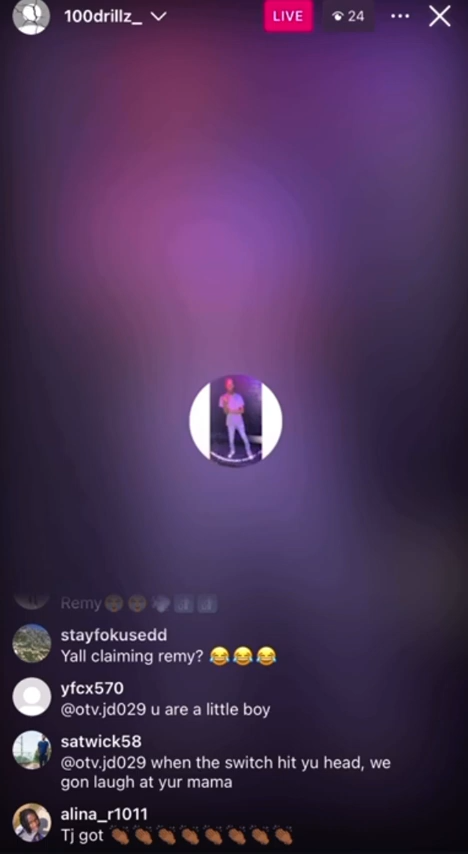 100drillz_
LIVE
24
Remy
stayfokusedd
Yall claiming remy? 😂😂😂
yfcx570
@otv.jd029 u are a little boy
satwick58
@otv.jd029 when the switch hit yu head, we
gon laugh at yur mama
alina_r1011
Tj got